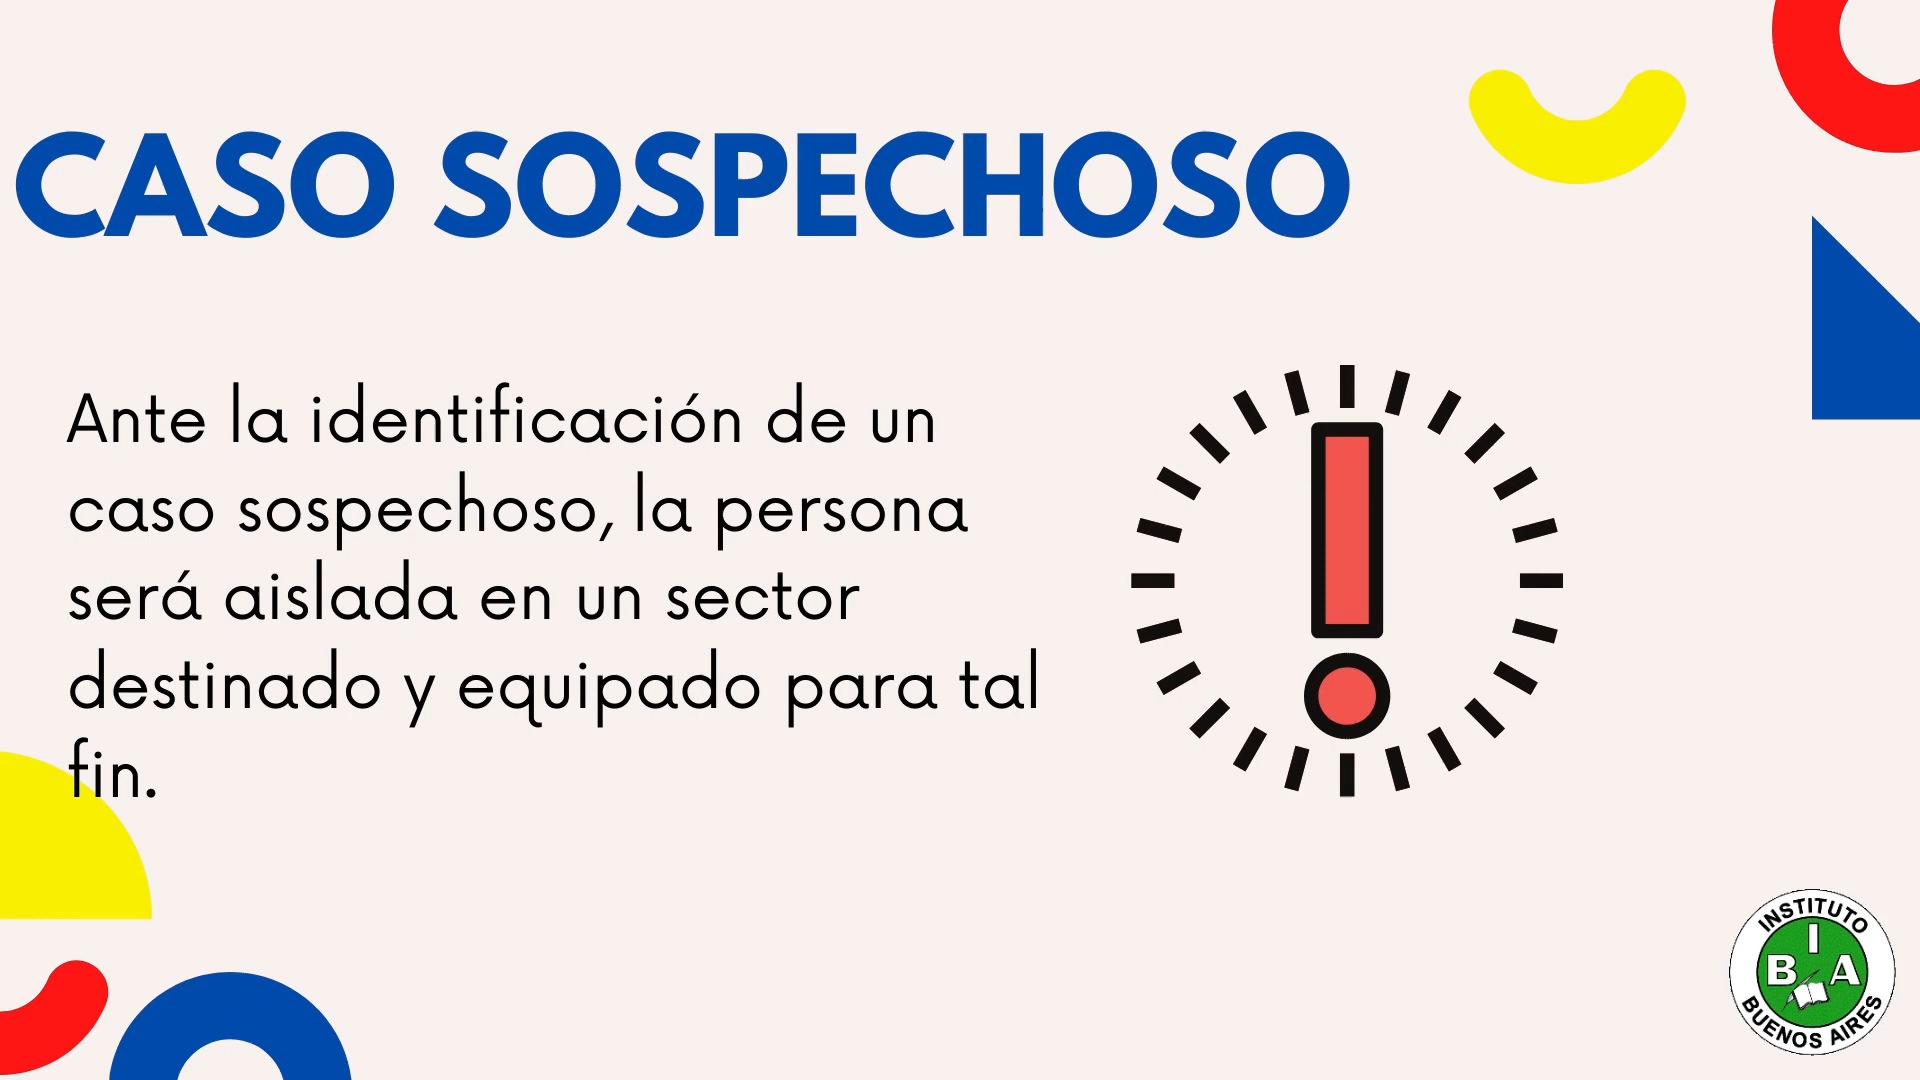 CASO SOSPECHOSO
Ante la identificación de un
caso sospechoso, la persona
será aislada en un sector
destinado y equipado para tal
fin.
INSTITUTO
I
B A
BUENOS AIRES